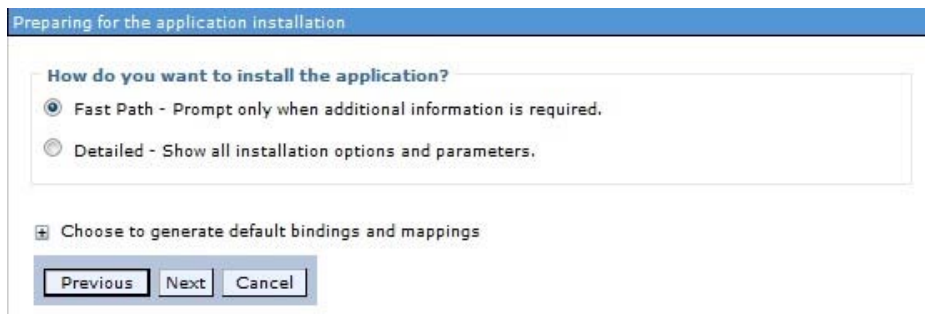 Preparing for the application installation
How do you want to install the application?
Fast Path - Prompt only when additional information is required.
Detailed - Show all installation options and parameters.
Choose to generate default bindings and mappings
Previous Next Cancel